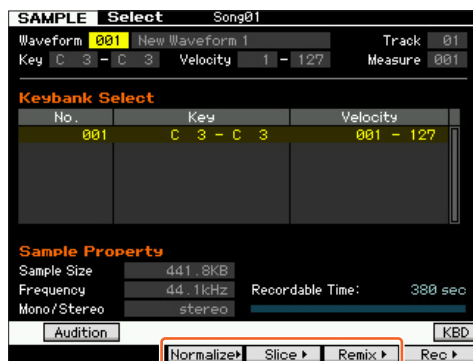 SAMPLE Select Song01
Waveform 001 New Waveform 1 Track 01
Key C 3 - C 3 Velocity 1 - 127 Measure 001
Keybank Select
No. Key Velocity
001 C 3 - C 3 001 - 127
Sample Property
Sample Size 441.8KB
Frequency 44.1kHz Recordable Time: 380 sec
Mono/Stereo stereo
Audition KBD
Normalize Slice Remix Rec